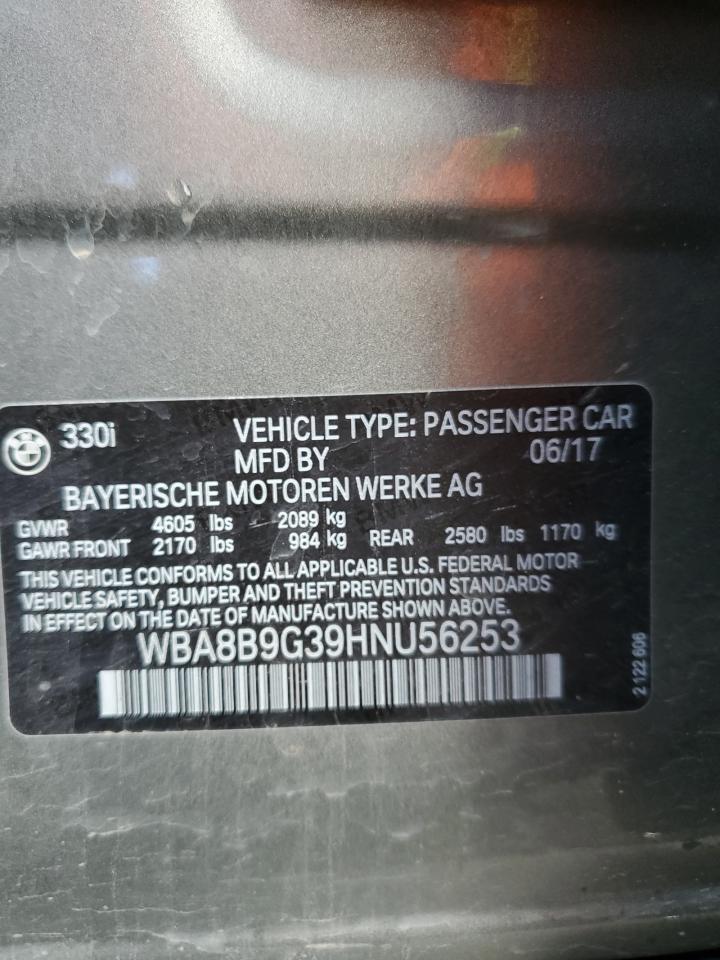 330i VEHICLE TYPE: PASSENGER CAR
MFD BY 06/17
BAYERISCHE MOTOREN WERKE AG
GVWR 4605 lbs 2089 kg
GAWR FRONT 2170 lbs 984 kg REAR 2580 lbs 1170 kg
THIS VEHICLE CONFORMS TO ALL APPLICABLE U.S. FEDERAL MOTOR
VEHICLE SAFETY, BUMPER AND THEFT PREVENTION STANDARDS
IN EFFECT ON THE DATE OF MANUFACTURE SHOWN ABOVE.
WBA8B9G39HNU56253
2 122 606